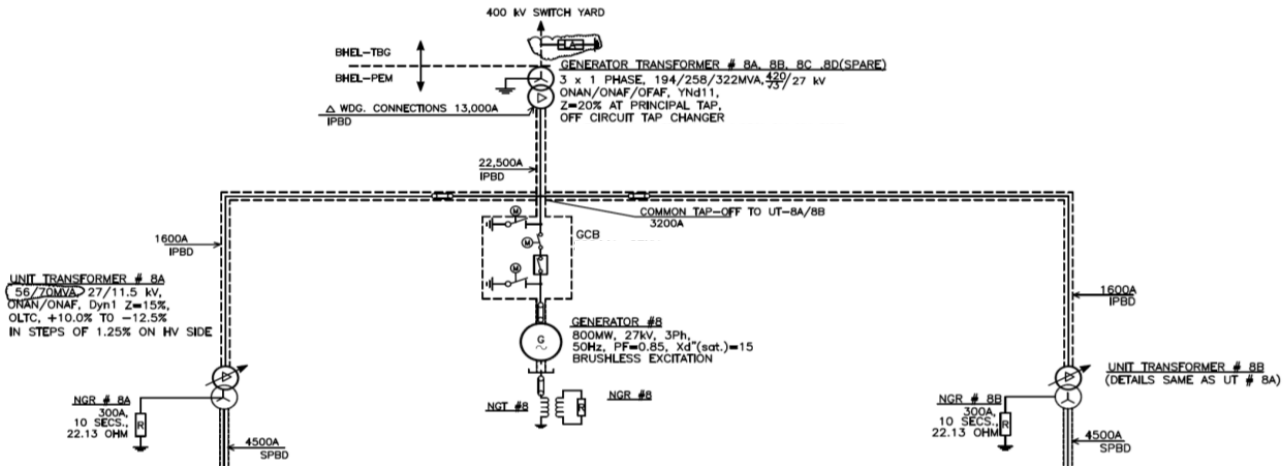 400 kV SWITCH YARD
LA
BHEL-TBG
BHEL-PEM
GENERATOR TRANSFORMER # 8A, 8B, 8C ,8D(SPARE)
3 x 1 PHASE, 194/258/322MVA, 420/√3/27 kV
ONAN/ONAF/OFAF, YNd11,
Z=20% AT PRINCIPAL TAP,
OFF CIRCUIT TAP CHANGER
△ WDG. CONNECTIONS 13,000A
IPBD
22,500A
IPBD
COMMON TAP-OFF TO UT-8A/8B
3200A
M
GCB
M
M
1600A
IPBD
UNIT TRANSFORMER # 8A
56/70MVA, 27/11.5 kV,
ONAN/ONAF, Dyn1 Z=15%,
OLTC, +10.0% TO -12.5%
IN STEPS OF 1.25% ON HV SIDE
1600A
IPBD
G
GENERATOR #8
800MW, 27kV, 3Ph,
50Hz, PF=0.85, Xd"(sat.)=15
BRUSHLESS EXCITATION
UNIT TRANSFORMER # 8B
(DETAILS SAME AS UT # 8A)
NGR # 8A
300A,
10 SECS.,
22.13 OHM
R
NGT #8
R
NGR #8
NGR # 8B
300A,
10 SECS.,
22.13 OHM
R
4500A
SPBD
4500A
SPBD